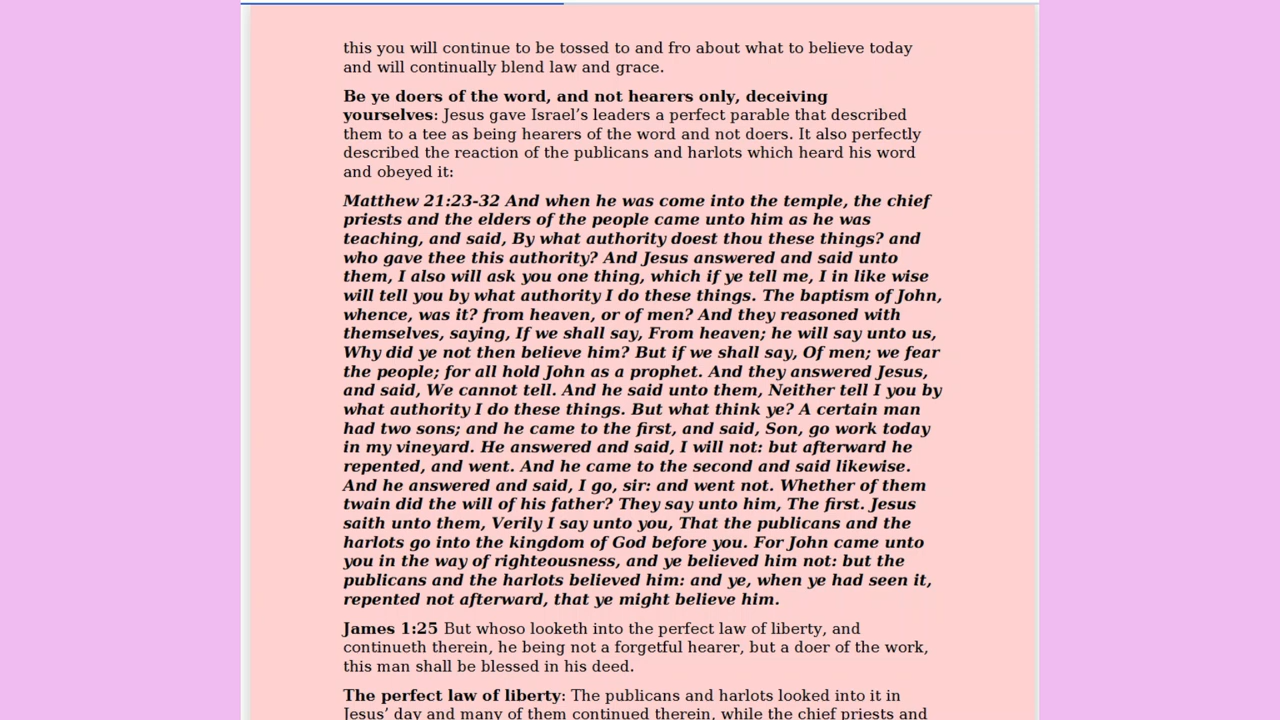 this you will continue to be tossed to and fro about what to believe today
and will continually blend law and grace.
Be ye doers of the word, and not hearers only, deceiving
yourselves: Jesus gave Israel’s leaders a perfect parable that described
them to a tee as being hearers of the word and not doers. It also perfectly
described the reaction of the publicans and harlots which heard his word
and obeyed it:
Matthew 21:23-32 And when he was come into the temple, the chief
priests and the elders of the people came unto him as he was
teaching, and said, By what authority doest thou these things? and
who gave thee this authority? And Jesus answered and said unto
them, I also will ask you one thing, which if ye tell me, I in like wise
will tell you by what authority I do these things. The baptism of John,
whence, was it? from heaven, or of men? And they reasoned with
themselves, saying, If we shall say, From heaven; he will say unto us,
Why did ye not then believe him? But if we shall say, Of men; we fear
the people; for all hold John as a prophet. And they answered Jesus,
and said, We cannot tell. And he said unto them, Neither tell I you by
what authority I do these things. But what think ye? A certain man
had two sons; and he came to the first, and said, Son, go work today
in my vineyard. He answered and said, I will not: but afterward he
repented, and went. And he came to the second and said likewise.
And he answered and said, I go, sir: and went not. Whether of them
twain did the will of his father? They say unto him, The first. Jesus
saith unto them, Verily I say unto you, That the publicans and the
harlots go into the kingdom of God before you. For John came unto
you in the way of righteousness, and ye believed him not: but the
publicans and the harlots believed him: and ye, when ye had seen it,
repented not afterward, that ye might believe him.
James 1:25 But whoso looketh into the perfect law of liberty, and
continueth therein, he being not a forgetful hearer, but a doer of the work,
this man shall be blessed in his deed.
The perfect law of liberty: The publicans and harlots looked into it in
Jesus’ day and many of them continued therein, while the chief priests and